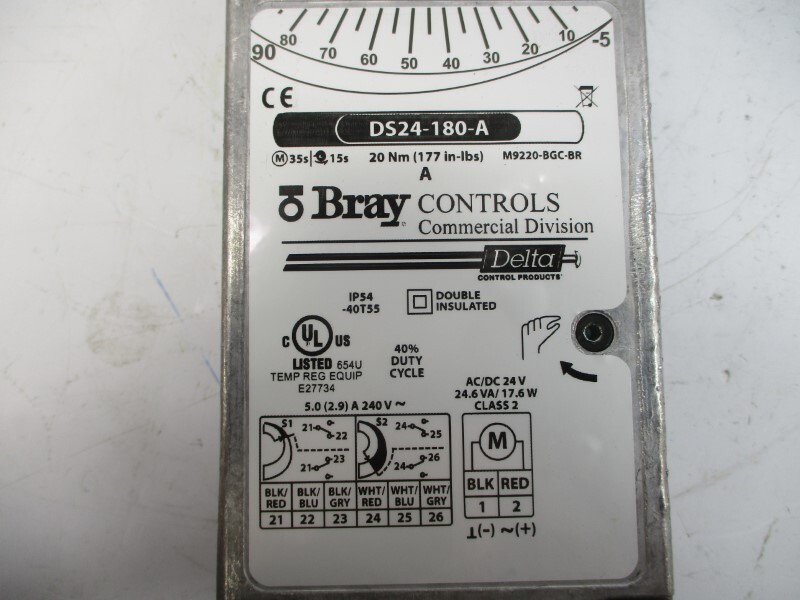 90 80 70 60 50 40 30 20 10 -5
CE
DS24-180-A
M 35s 15s 20 Nm (177 in-lbs) M9220-BGC-BR
A
Bray CONTROLS
Commercial Division
Delta
CONTROL PRODUCTS
IP54
-40T55
DOUBLE
INSULATED
C UL US
LISTED 654U
TEMP REG EQUIP
E27734
40%
DUTY
CYCLE
AC/DC 24 V
24.6 VA/ 17.6 W
CLASS 2
5.0 (2.9) A 240 V ~
S1 21 22 S2 24 25
21 23 24 26
M
BLK/ BLK/ BLK/ WHT/ WHT/ WHT/
RED BLU GRY RED BLU GRY
21 22 23 24 25 26
BLK RED
1 2
⊥(-) ~(+)